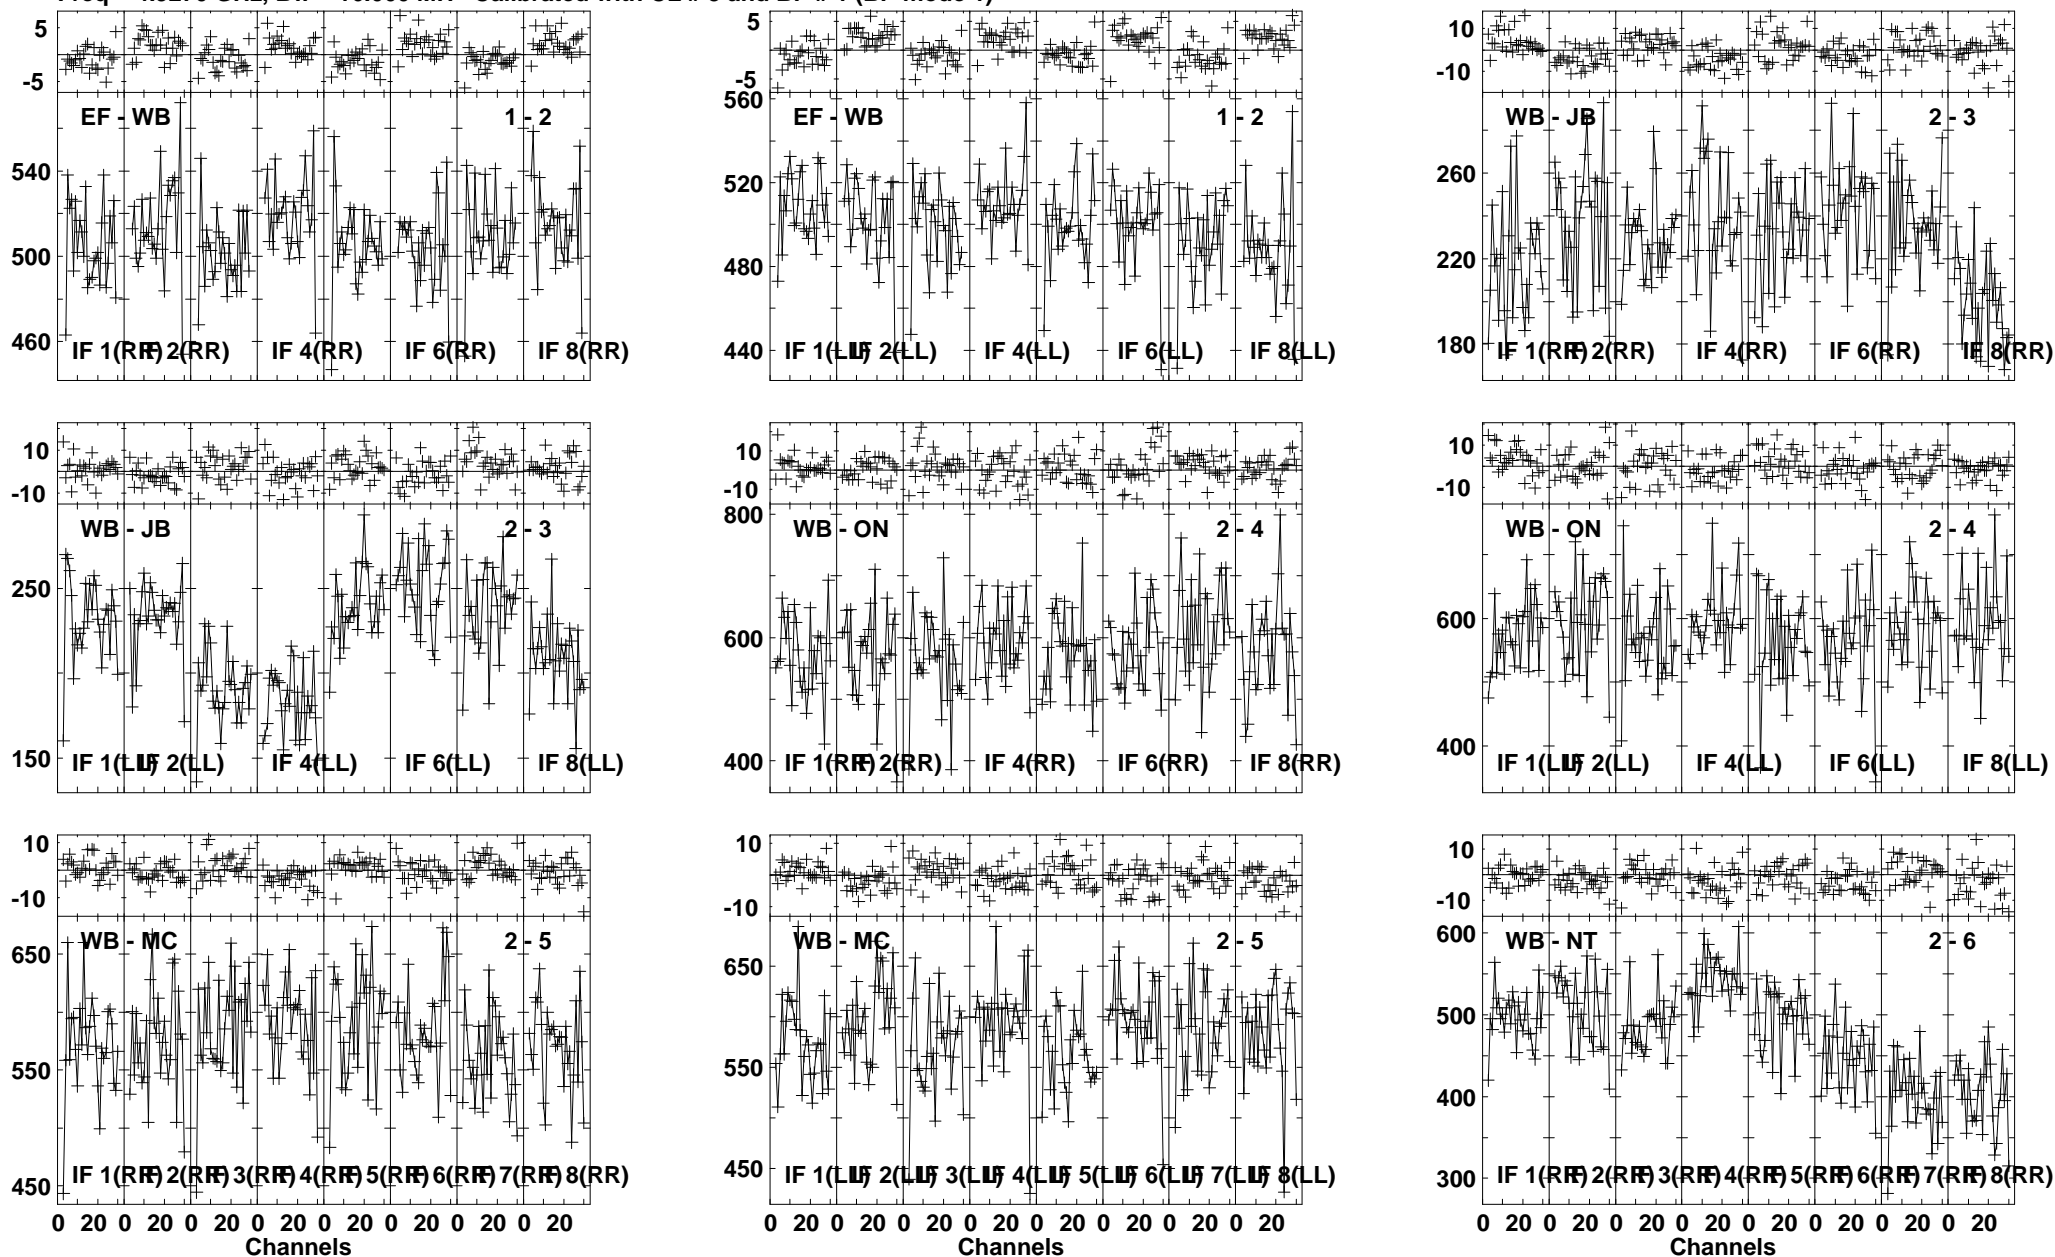 5
-5
EF - WB 1 - 2
540
500
460
IF 1(RR) IF 2(RR) IF 4(RR) IF 6(RR) IF 8(RR)
5
-5
560
EF - WB 1 - 2
520
480
440
IF 1(LL) IF 2(LL) IF 4(LL) IF 6(LL) IF 8(LL)
10
-10
WB - JB 2 - 3
260
220
180
IF 1(RR) IF 2(RR) IF 4(RR) IF 6(RR) IF 8(RR)
10
-10
WB - JB 2 - 3
250
150
IF 1(LL) IF 2(LL) IF 4(LL) IF 6(LL) IF 8(LL)
10
-10
800
WB - ON 2 - 4
600
400
IF 1(RR) IF 2(RR) IF 4(RR) IF 6(RR) IF 8(RR)
10
-10
WB - ON 2 - 4
600
400
IF 1(LL) IF 2(LL) IF 4(LL) IF 6(LL) IF 8(LL)
10
-10
WB - MC 2 - 5
650
550
450
IF 1(RR) IF 2(RR) IF 3(RR) IF 4(RR) IF 5(RR) IF 6(RR) IF 7(RR) IF 8(RR)
0 20 0 20 0 20 0 20 0 20 0 20 0 20 0 20
Channels
10
-10
WB - MC 2 - 5
650
550
450
IF 1(LL) IF 2(LL) IF 3(LL) IF 4(LL) IF 5(LL) IF 6(LL) IF 7(LL) IF 8(LL)
0 20 0 20 0 20 0 20 0 20 0 20 0 20 0 20
Channels
10
-10
600
WB - NT 2 - 6
500
400
300
IF 1(RR) IF 2(RR) IF 3(RR) IF 4(RR) IF 5(RR) IF 6(RR) IF 7(RR) IF 8(RR)
0 20 0 20 0 20 0 20 0 20 0 20 0 20 0 20
Channels